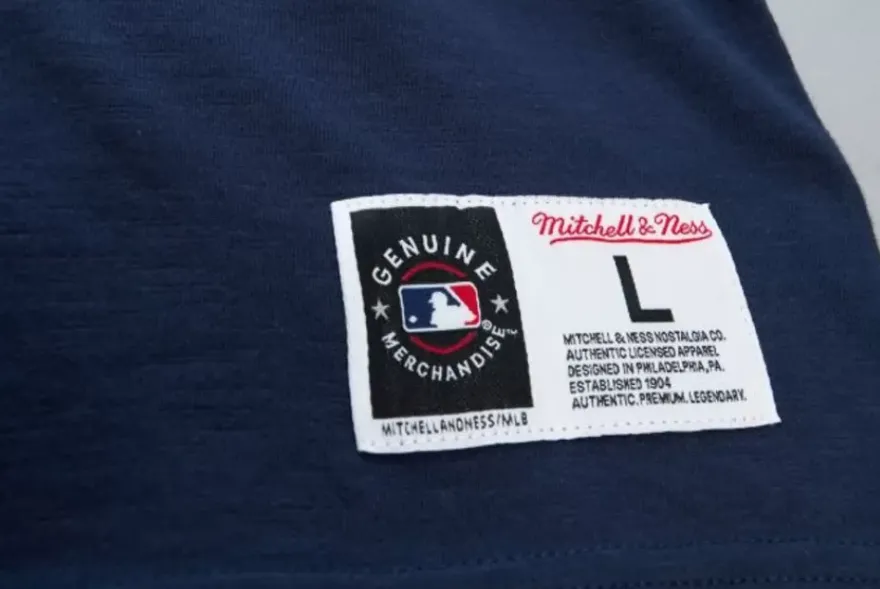 GENUINE
MERCHANDISE
MITCHELLANDNESS/MLB
Mitchell & Ness
L
MITCHELL & NESS NOSTALGIA CO.
AUTHENTIC LICENSED APPAREL
DESIGNED IN PHILADELPHIA, PA.
ESTABLISHED 1904
AUTHENTIC. PREMIUM. LEGENDARY.